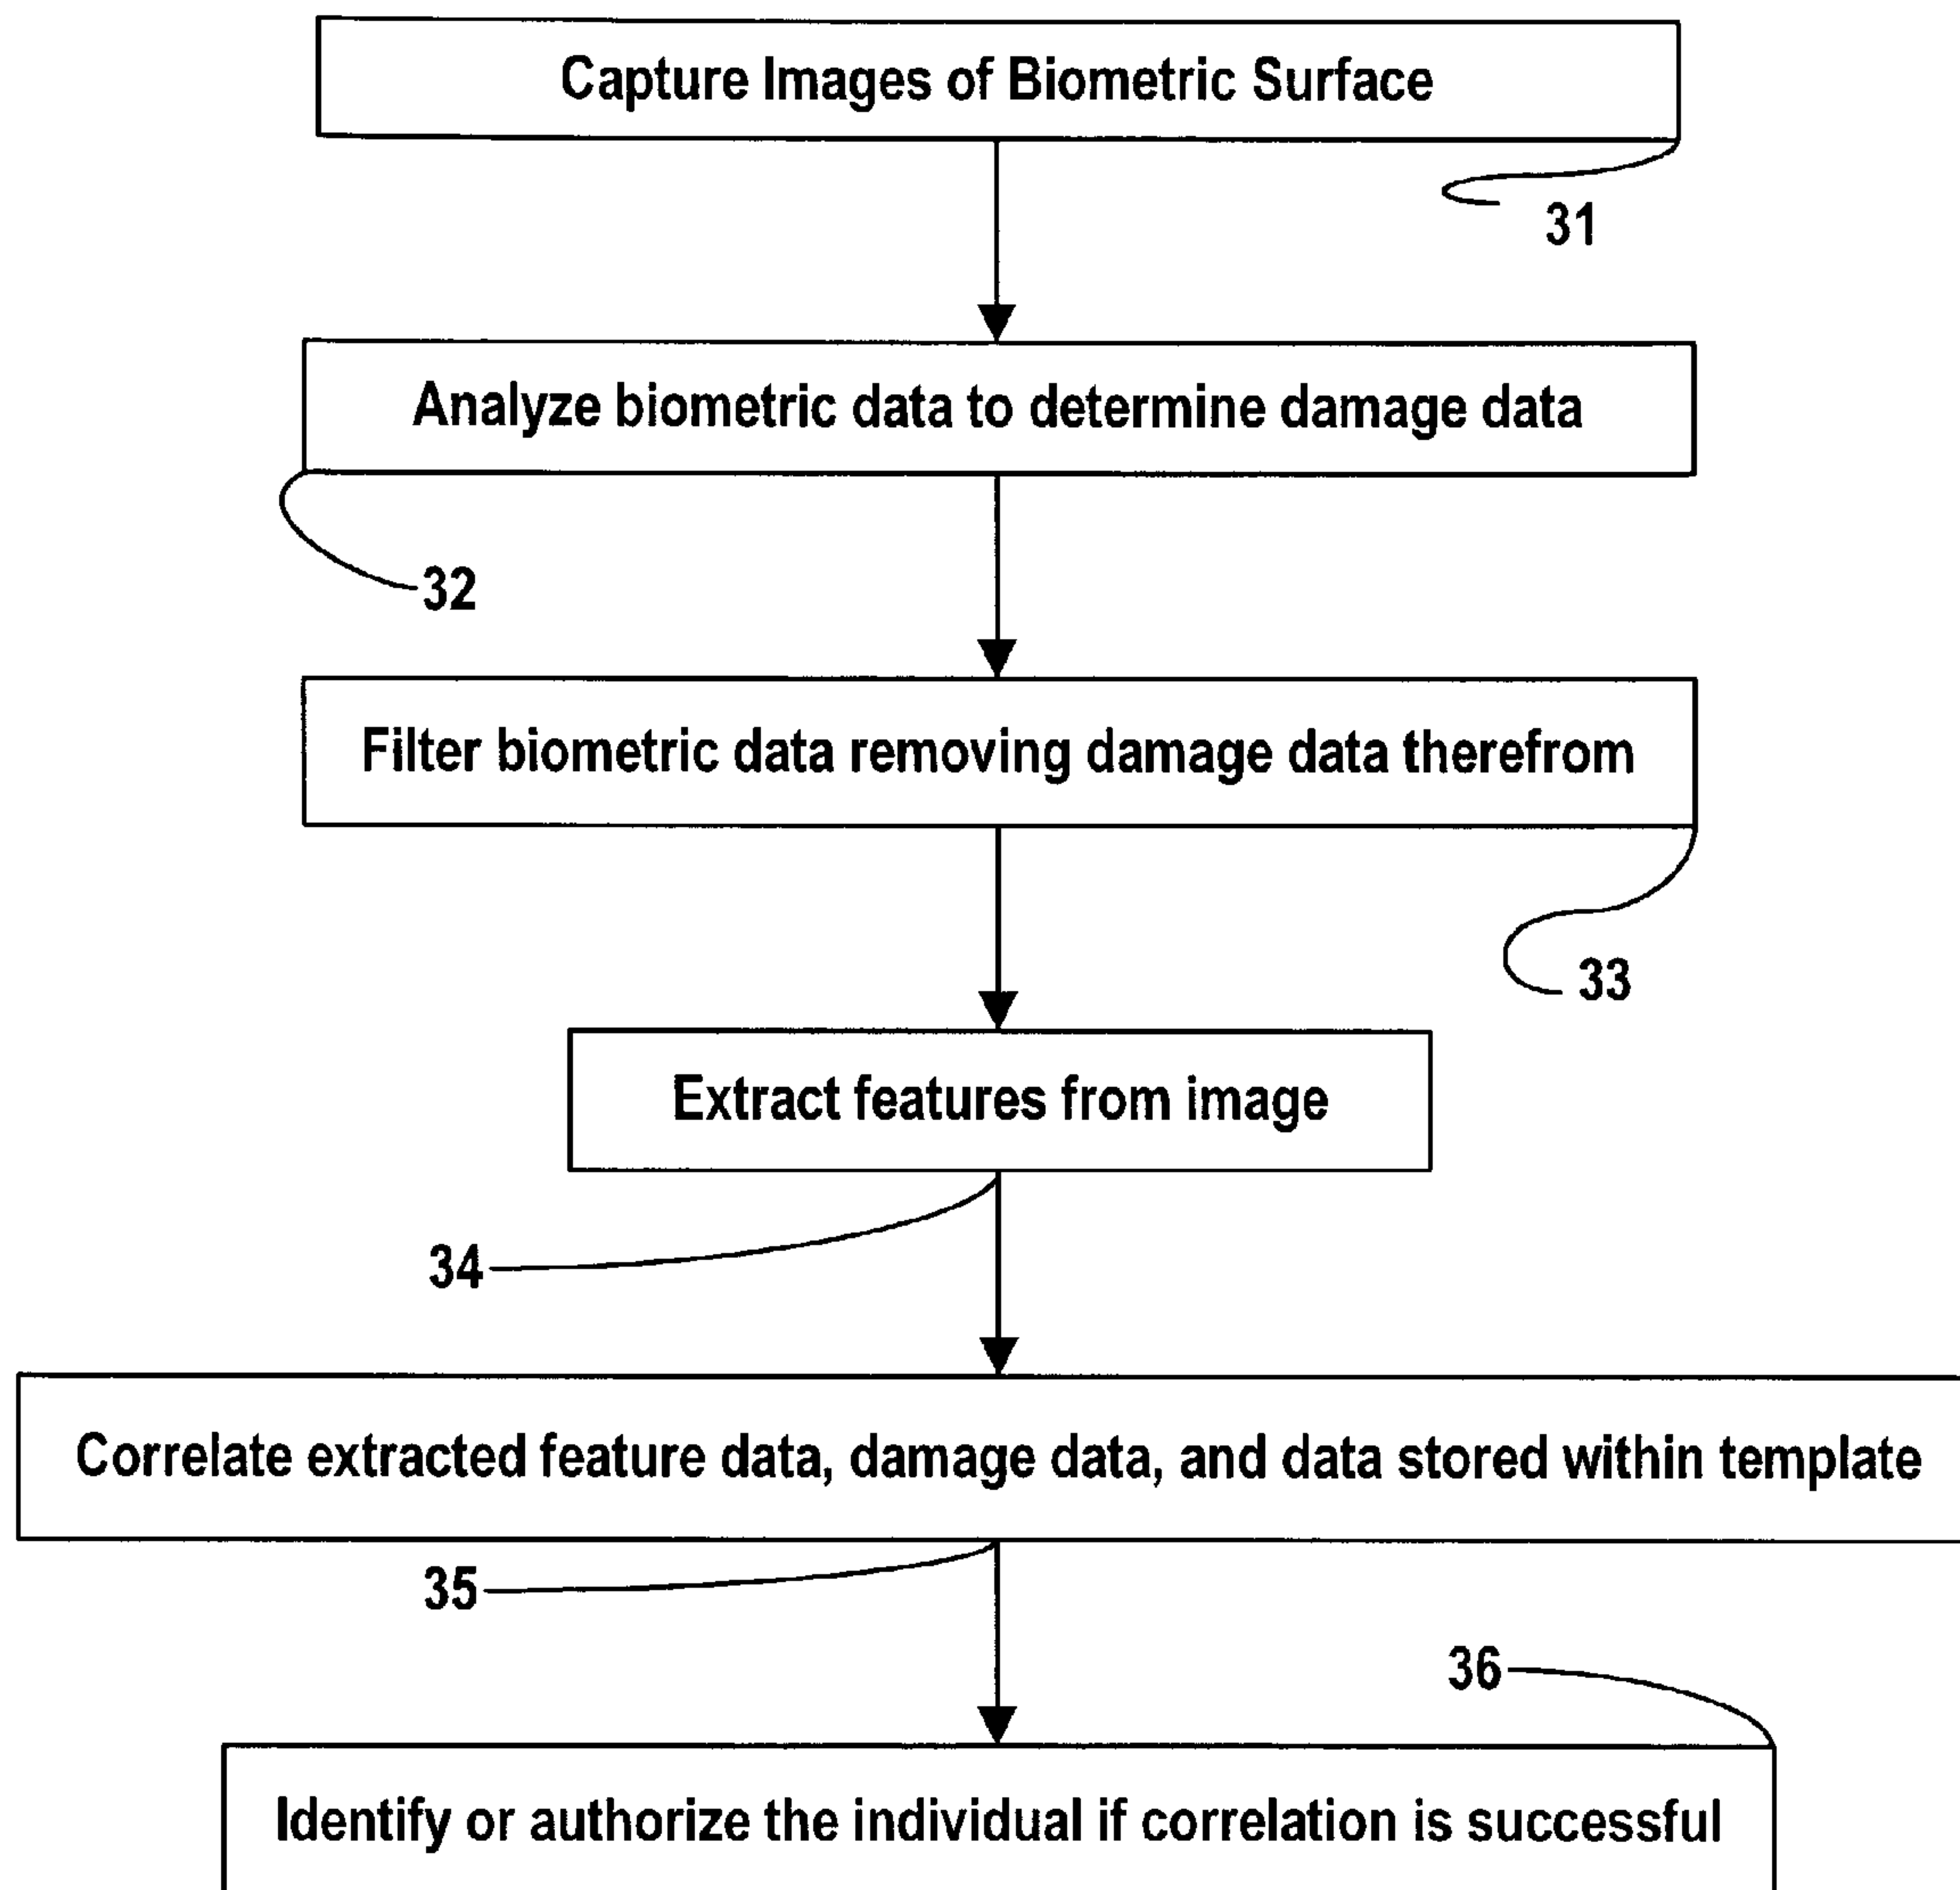 Capture Images of Biometric Surface
31
Analyze biometric data to determine damage data
32
Filter biometric data removing damage data therefrom
33
Extract features from image
34
Correlate extracted feature data, damage data, and data stored within template
35
36
Identify or authorize the individual if correlation is successful